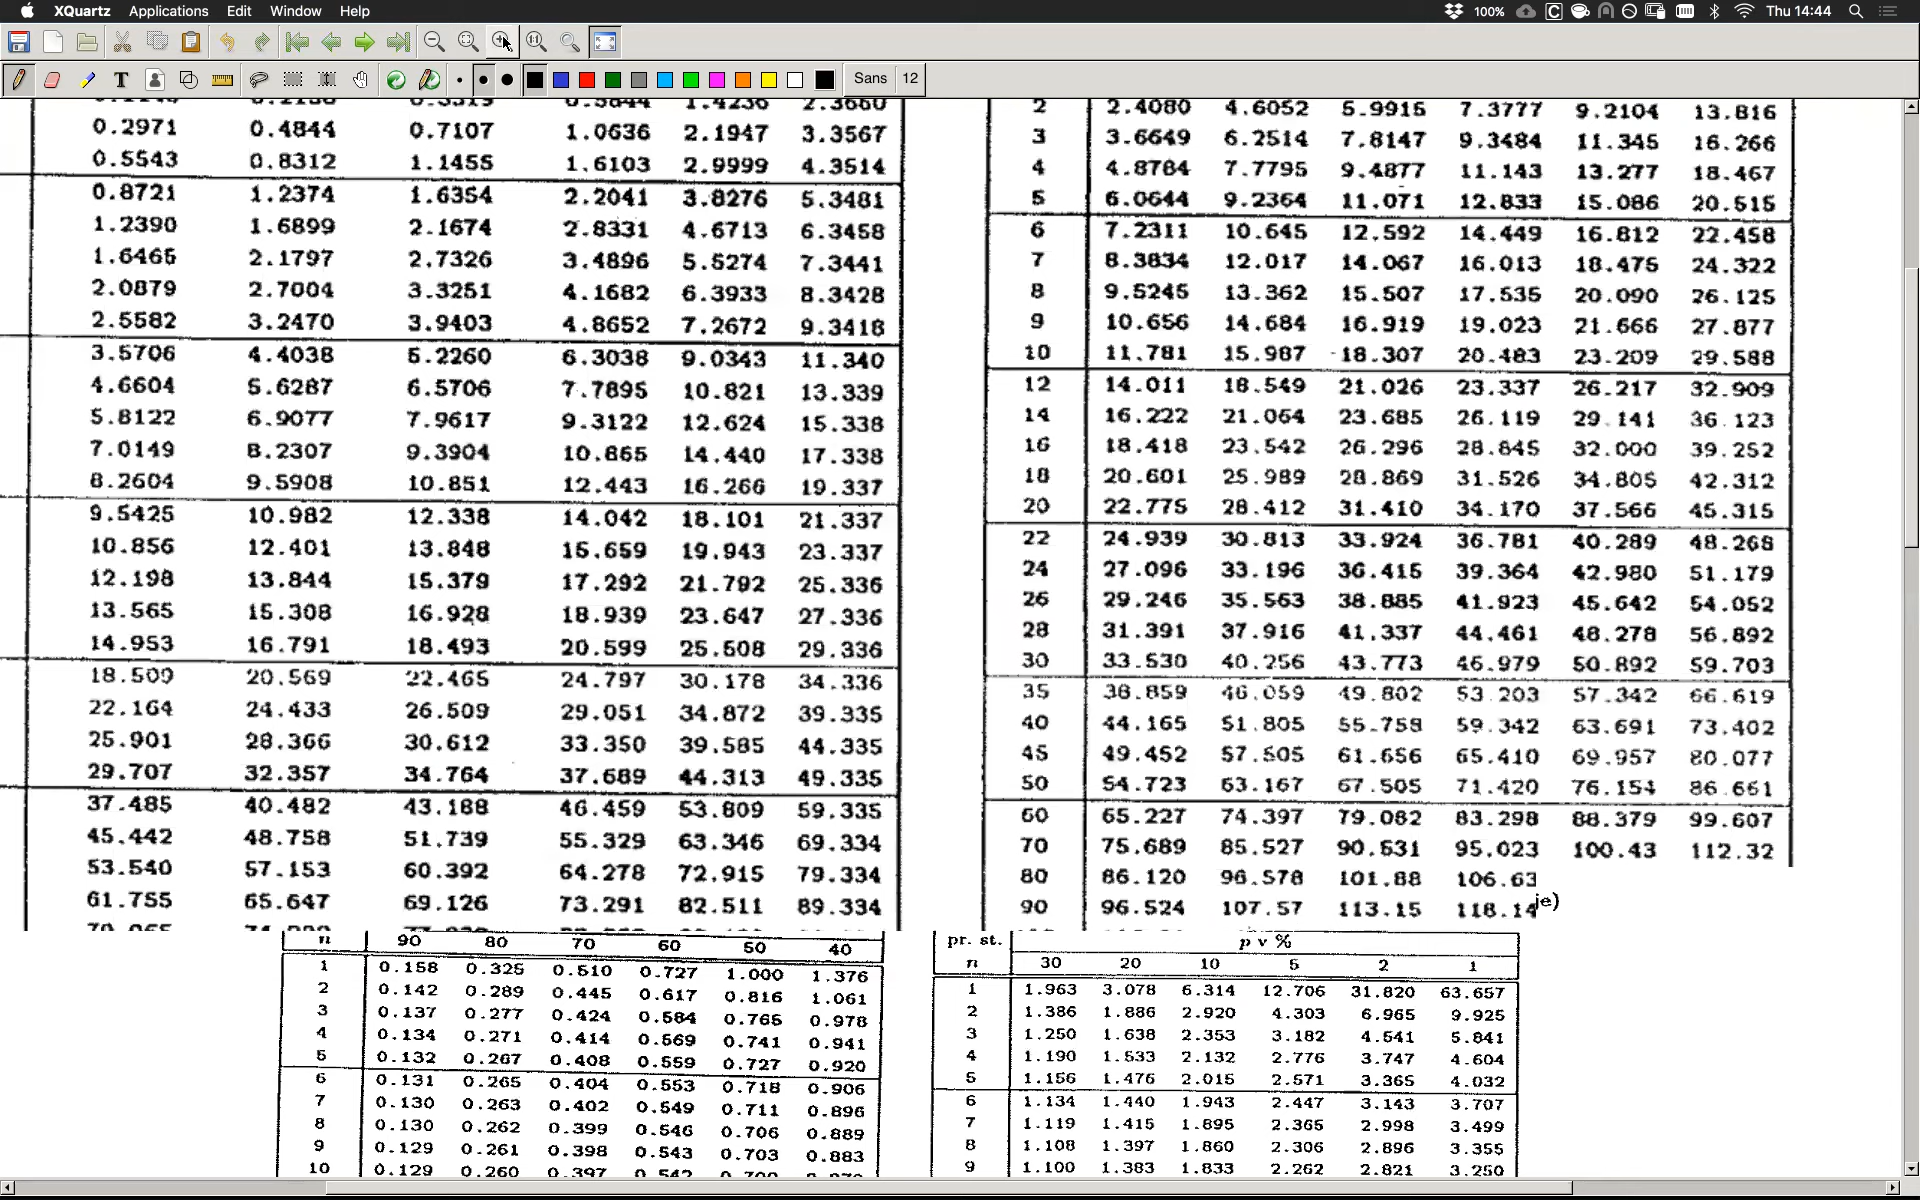 XQuartz Applications Edit Window Help 100% Thu 14:44
T Sans 12
0.2971 0.4844 0.7107 1.0636 2.1947 3.3567
0.5543 0.8312 1.1455 1.6103 2.9999 4.3514
0.8721 1.2374 1.6354 2.2041 3.8276 5.3481
1.2390 1.6899 2.1674 2.8331 4.6713 6.3458
1.6465 2.1797 2.7326 3.4896 5.5274 7.3441
2.0879 2.7004 3.3251 4.1682 6.3933 8.3428
2.5582 3.2470 3.9403 4.8652 7.2672 9.3418
3.5706 4.4038 5.2260 6.3038 9.0343 11.340
4.6604 5.6287 6.5706 7.7895 10.821 13.339
5.8122 6.9077 7.9617 9.3122 12.624 15.338
7.0149 8.2307 9.3904 10.865 14.440 17.338
8.2604 9.5908 10.851 12.443 16.266 19.337
9.5425 10.982 12.338 14.042 18.101 21.337
10.856 12.401 13.848 15.659 19.943 23.337
12.198 13.844 15.379 17.292 21.792 25.336
13.565 15.308 16.928 18.939 23.647 27.336
14.953 16.791 18.493 20.599 25.508 29.336
18.509 20.569 22.465 24.797 30.178 34.336
22.164 24.433 26.509 29.051 34.872 39.335
25.901 28.366 30.612 33.350 39.585 44.335
29.707 32.357 34.764 37.689 44.313 49.335
37.485 40.482 43.188 46.459 53.809 59.335
45.442 48.758 51.739 55.329 63.346 69.334
53.540 57.153 60.392 64.278 72.915 79.334
61.755 65.647 69.126 73.291 82.511 89.334
2 2.4080 4.6052 5.9915 7.3777 9.2104 13.816
3 3.6649 6.2514 7.8147 9.3484 11.345 16.266
4 4.8784 7.7795 9.4877 11.143 13.277 18.467
5 6.0644 9.2364 11.071 12.833 15.086 20.515
6 7.2311 10.645 12.592 14.449 16.812 22.458
7 8.3834 12.017 14.067 16.013 18.475 24.322
8 9.5245 13.362 15.507 17.535 20.090 26.125
9 10.656 14.684 16.919 19.023 21.666 27.877
10 11.781 15.987 18.307 20.483 23.209 29.588
12 14.011 18.549 21.026 23.337 26.217 32.909
14 16.222 21.064 23.685 26.119 29.141 36.123
16 18.418 23.542 26.296 28.845 32.000 39.252
18 20.601 25.989 28.869 31.526 34.805 42.312
20 22.775 28.412 31.410 34.170 37.566 45.315
22 24.939 30.813 33.924 36.781 40.289 48.268
24 27.096 33.196 36.415 39.364 42.980 51.179
26 29.246 35.563 38.885 41.923 45.642 54.052
28 31.391 37.916 41.337 44.461 48.278 56.892
30 33.530 40.256 43.773 46.979 50.892 59.703
35 38.859 46.059 49.802 53.203 57.342 66.619
40 44.165 51.805 55.758 59.342 63.691 73.402
45 49.452 57.505 61.656 65.410 69.957 80.077
50 54.723 63.167 67.505 71.420 76.154 86.661
60 65.227 74.397 79.082 83.298 88.379 99.607
70 75.689 85.527 90.531 95.023 100.43 112.32
80 86.120 96.578 101.88 106.63
90 96.524 107.57 113.15 118.14 je)
n 90 80 70 60 50 40
1 0.158 0.325 0.510 0.727 1.000 1.376
2 0.142 0.289 0.445 0.617 0.816 1.061
3 0.137 0.277 0.424 0.584 0.765 0.978
4 0.134 0.271 0.414 0.569 0.741 0.941
5 0.132 0.267 0.408 0.559 0.727 0.920
6 0.131 0.265 0.404 0.553 0.718 0.906
7 0.130 0.263 0.402 0.549 0.711 0.896
8 0.130 0.262 0.399 0.546 0.706 0.889
9 0.129 0.261 0.398 0.543 0.703 0.883
10 0.129 0.260 0.397 0.542
pr. st. p v %
n 30 20 10 5 2 1
1 1.963 3.078 6.314 12.706 31.820 63.657
2 1.386 1.886 2.920 4.303 6.965 9.925
3 1.250 1.638 2.353 3.182 4.541 5.841
4 1.190 1.533 2.132 2.776 3.747 4.604
5 1.156 1.476 2.015 2.571 3.365 4.032
6 1.134 1.440 1.943 2.447 3.143 3.707
7 1.119 1.415 1.895 2.365 2.998 3.499
8 1.108 1.397 1.860 2.306 2.896 3.355
9 1.100 1.383 1.833 2.262 2.821 3.250